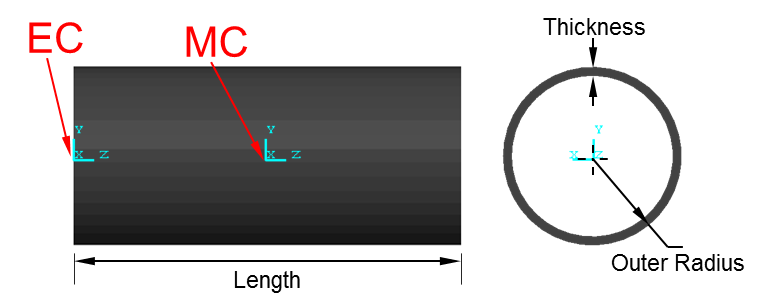 EC
MC
Y
X Z
Y
X Z
Length
Thickness
Y
X Z
Outer Radius